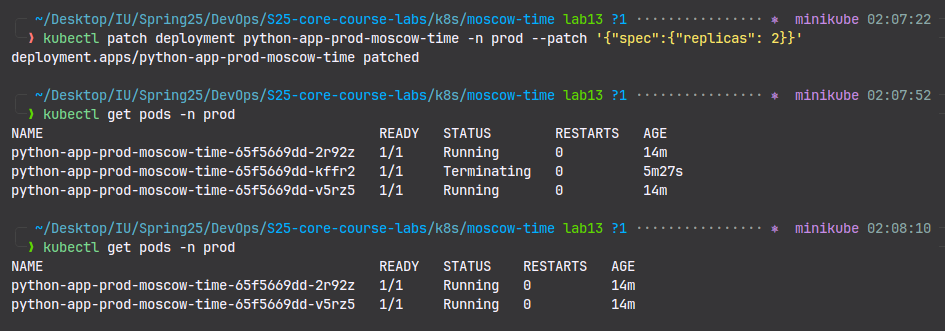 ~/Desktop/IU/Spring25/DevOps/S25-core-course-labs/k8s/moscow-time lab13 ?1 ················ ⎈ minikube 02:07:22
❯ kubectl patch deployment python-app-prod-moscow-time -n prod --patch '{"spec":{"replicas": 2}}'
deployment.apps/python-app-prod-moscow-time patched
~/Desktop/IU/Spring25/DevOps/S25-core-course-labs/k8s/moscow-time lab13 ?1 ················ ⎈ minikube 02:07:52
❯ kubectl get pods -n prod
NAME READY STATUS RESTARTS AGE
python-app-prod-moscow-time-65f5669dd-2r92z 1/1 Running 0 14m
python-app-prod-moscow-time-65f5669dd-kffr2 1/1 Terminating 0 5m27s
python-app-prod-moscow-time-65f5669dd-v5rz5 1/1 Running 0 14m
~/Desktop/IU/Spring25/DevOps/S25-core-course-labs/k8s/moscow-time lab13 ?1 ················ ⎈ minikube 02:08:10
❯ kubectl get pods -n prod
NAME READY STATUS RESTARTS AGE
python-app-prod-moscow-time-65f5669dd-2r92z 1/1 Running 0 14m
python-app-prod-moscow-time-65f5669dd-v5rz5 1/1 Running 0 14m